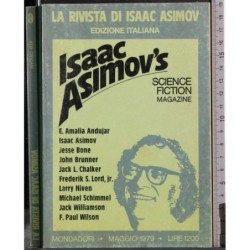 LA RIVISTA DI ISAAC ASIMOV
EDIZIONE ITALIANA
Isaac
Asimov's
SCIENCE
FICTION
MAGAZINE
E. Amalia Andujar
Isaac Asimov
Jesse Bone
John Brunner
Jack L. Chalker
Frederik S. Lord, jr.
Larry Niven
Michael Schimmel
Jack Williamson
F. Paul Wilson
MONDADORI • MAGGIO 1979 • LIRE 1200